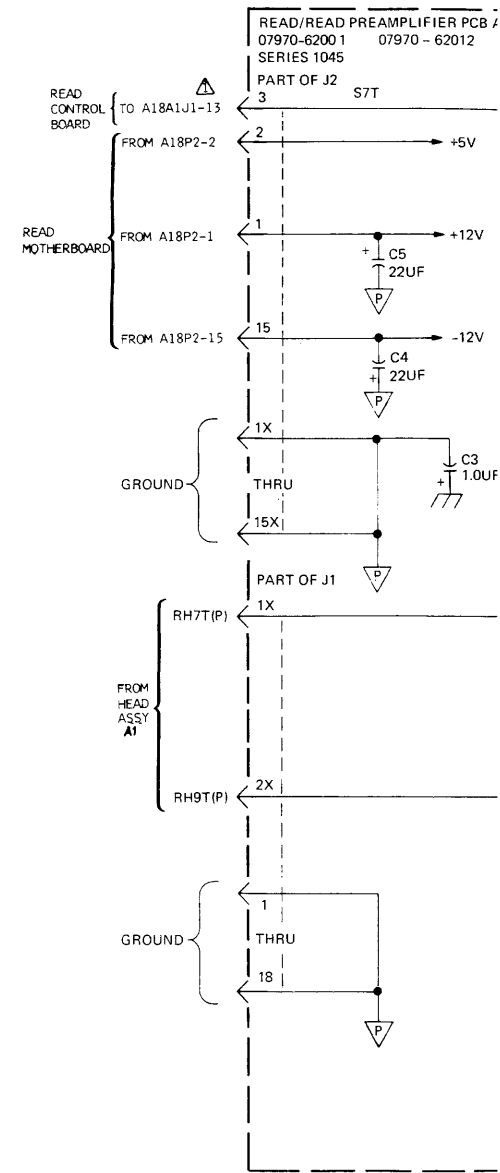 READ/READ PREAMPLIFIER PCB A
07970-62001 07970 - 62012
SERIES 1045
PART OF J2
READ
CONTROL
BOARD
TO A18A1J1-13
1
3
S7T
FROM A18P2-2
2
+5V
READ
MOTHERBOARD
FROM A18P2-1
1
+12V
+
C5
22UF
P
FROM A18P2-15
15
-12V
C4
+
22UF
P
1X
GROUND
THRU
C3
1.0UF
+
15X
P
PART OF J1
RH7T(P)
1X
FROM
HEAD
ASSY
A1
RH9T(P)
2X
1
GROUND
THRU
18
P